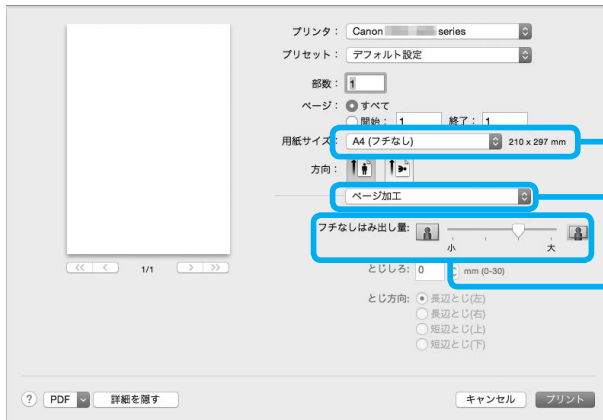 プリンタ： Canon series
プリセット： デフォルト設定
部数： 1
ページ： すべて
開始： 1 終了： 1
用紙サイズ： A4 (フチなし) 210 x 297 mm
方向：
ページ加工
フチなしはみ出し量:
小 大
<< < 1/1 > >>
とじしろ: 0 mm (0-30)
とじ方向: 長辺とじ(左)
長辺とじ(右)
短辺とじ(上)
短辺とじ(下)
? PDF 詳細を隠す キャンセル プリント